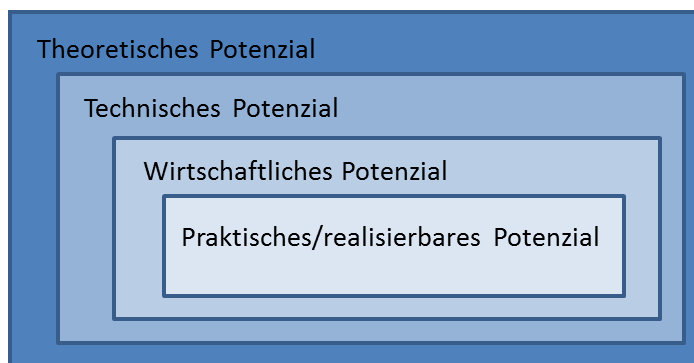 Theoretisches Potenzial
Technisches Potenzial
Wirtschaftliches Potenzial
Praktisches/realisierbares Potenzial